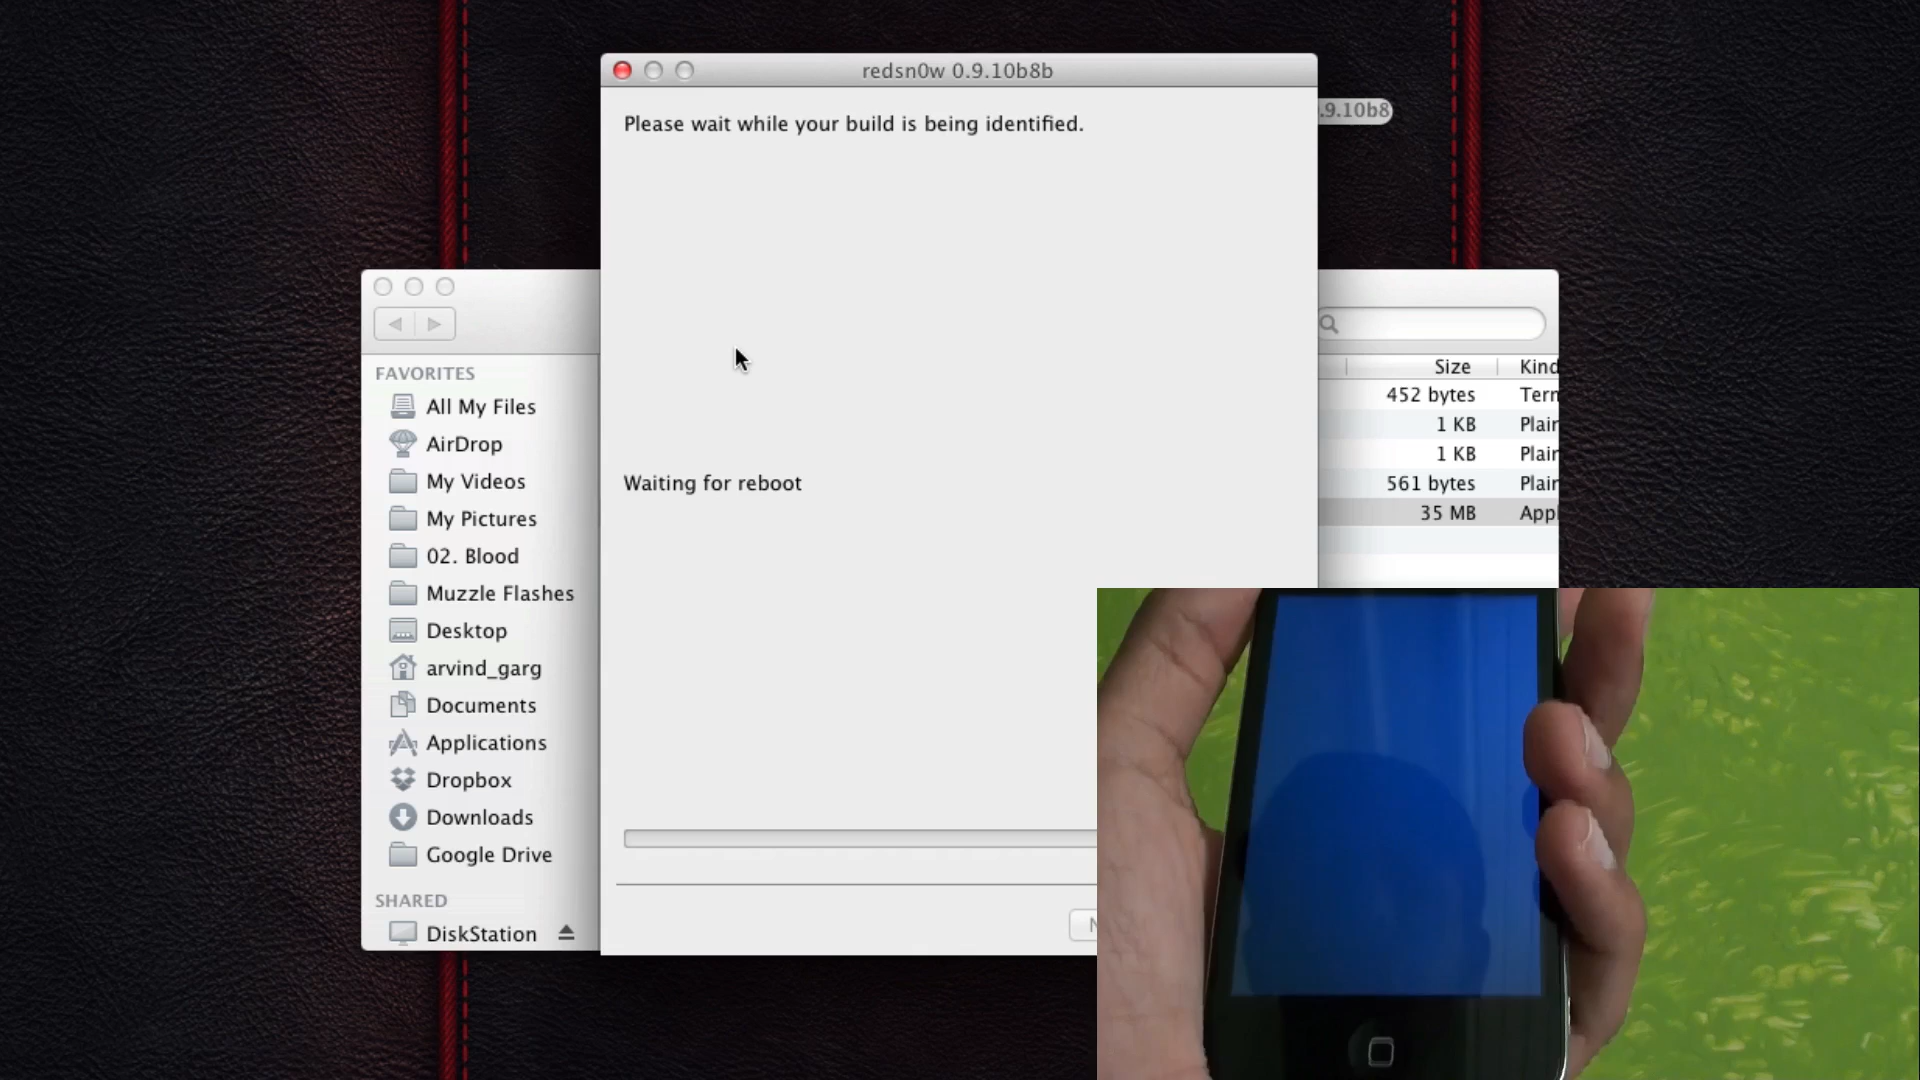 redsn0w 0.9.10b8b
Please wait while your build is being identified.
.9.10b8
Waiting for reboot
FAVORITES
All My Files
AirDrop
My Videos
My Pictures
02. Blood
Muzzle Flashes
Desktop
arvind_garg
Documents
Applications
Dropbox
Downloads
Google Drive
SHARED
DiskStation
Size Kind
452 bytes Tern
1 KB Plain
1 KB Plain
561 bytes Plain
35 MB Appl